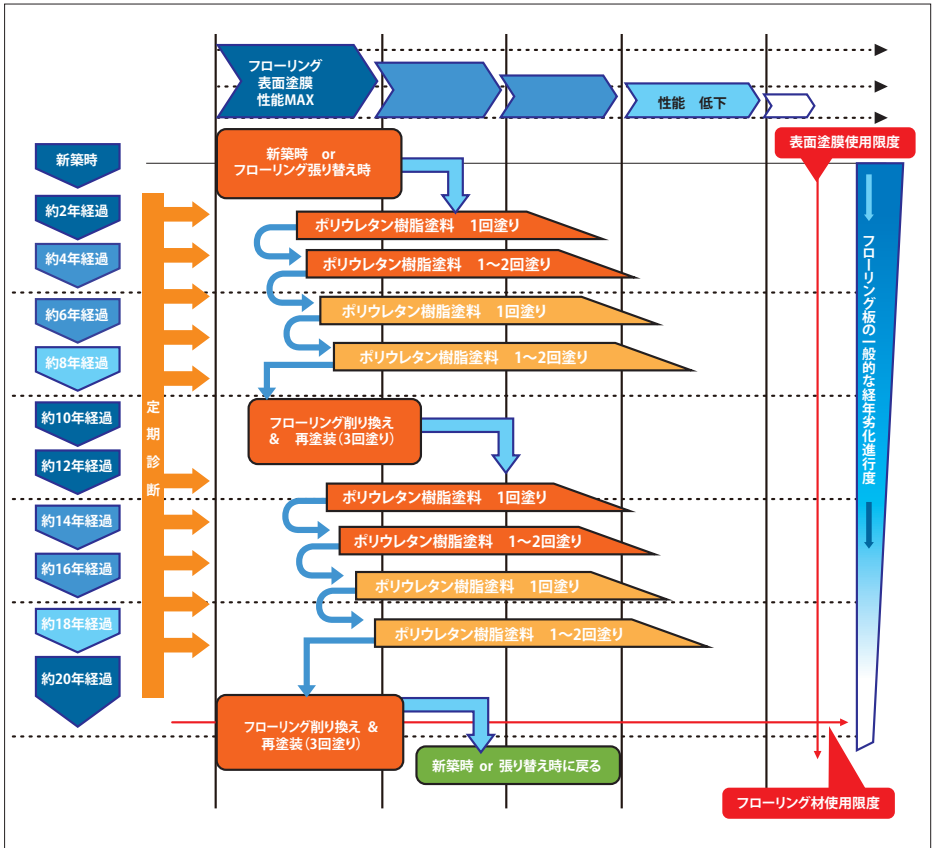 フローリング
表面塗膜
性能MAX
性能 低下
表面塗膜使用限度
新築時
新築時 or
フローリング張り替え時
約2年経過
ポリウレタン樹脂塗料 1回塗り
約4年経過
ポリウレタン樹脂塗料 1〜2回塗り
約6年経過
ポリウレタン樹脂塗料 1回塗り
約8年経過
ポリウレタン樹脂塗料 1〜2回塗り
約10年経過
フローリング削り換え
& 再塗装(3回塗り)
約12年経過
定期診断
フローリング板の一般的な経年劣化進行度
約14年経過
ポリウレタン樹脂塗料 1回塗り
ポリウレタン樹脂塗料 1〜2回塗り
約16年経過
ポリウレタン樹脂塗料 1回塗り
約18年経過
ポリウレタン樹脂塗料 1〜2回塗り
約20年経過
フローリング削り換え &
再塗装(3回塗り)
新築時 or 張り替え時に戻る
フローリング材使用限度